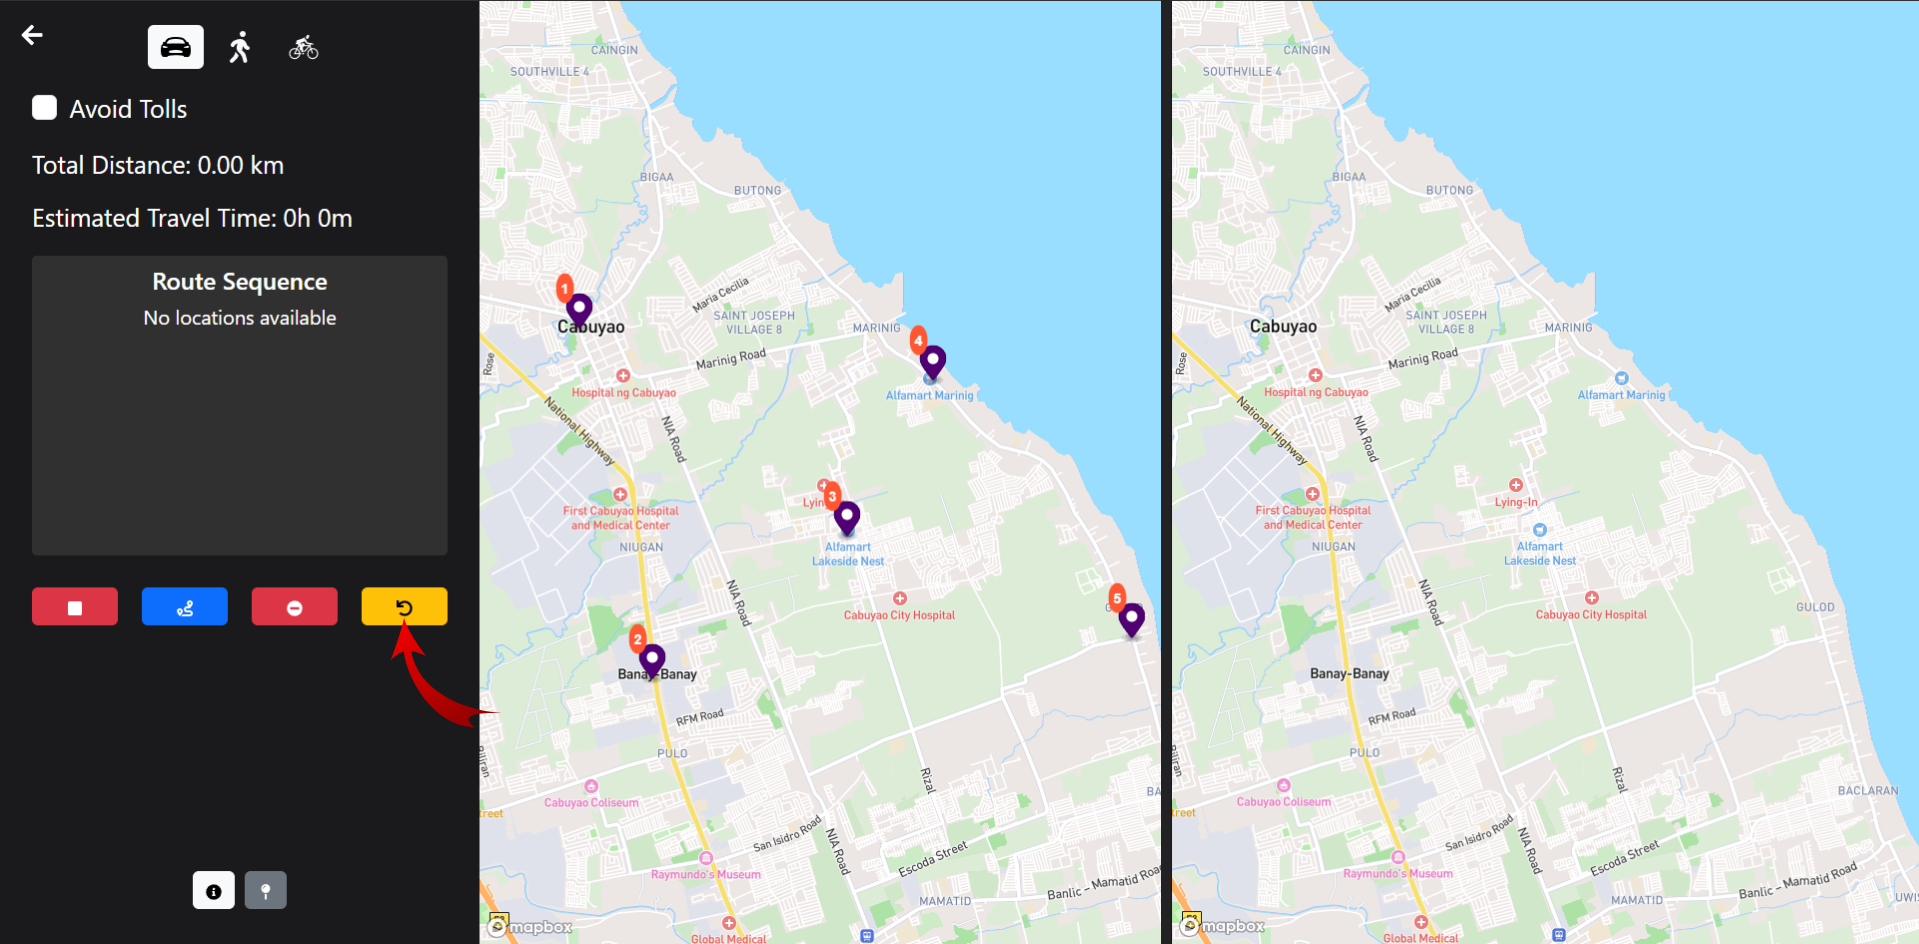 Avoid Tolls
Total Distance: 0.00 km
Estimated Travel Time: 0h 0m
Route Sequence
No locations available
CAINGIN
SOUTHVILLE 4
BIGAA
BUTONG
1
Cabuyao
Maria Cecilia
SAINT JOSEPH
VILLAGE 8
MARINIG
4
Marinig Road
Rose
Hospital ng Cabuyao
Alfamart Marinig
National Highway
NIA Road
3
First Cabuyao Hospital
and Medical Center
NIUGAN
Alfamart
Lakeside Nest
NIA Road
Cabuyao City Hospital
5
2
Banay-Banay
RFM Road
PULO
Rizal
Cabuyao Coliseum
BA
treet
San Isidro Road
NIA Road
Escoda Street
Raymundo's Museum
Banlic - Mamatid Roa
MAMATID
mapbox
Global Medical
CAINGIN
SOUTHVILLE 4
BIGAA
BUTONG
Cabuyao
Maria Cecilia
SAINT JOSEPH
VILLAGE 8
MARINIG
Marinig Road
Rose
Hospital ng Cabuyao
Alfamart Marinig
National Highway
NIA Road
Lying-In
First Cabuyao Hospital
and Medical Center
NIUGAN
Alfamart
Lakeside Nest
NIA Road
Cabuyao City Hospital
GULOD
Banay-Banay
RFM Road
PULO
Rizal
Cabuyao Coliseum
BACLARAN
treet
San Isidro Road
NIA Road
Escoda Street
Raymundo's Museum
Banlic - Mamatid Road
MAMATID
UWIS
mapbox
Global Medical